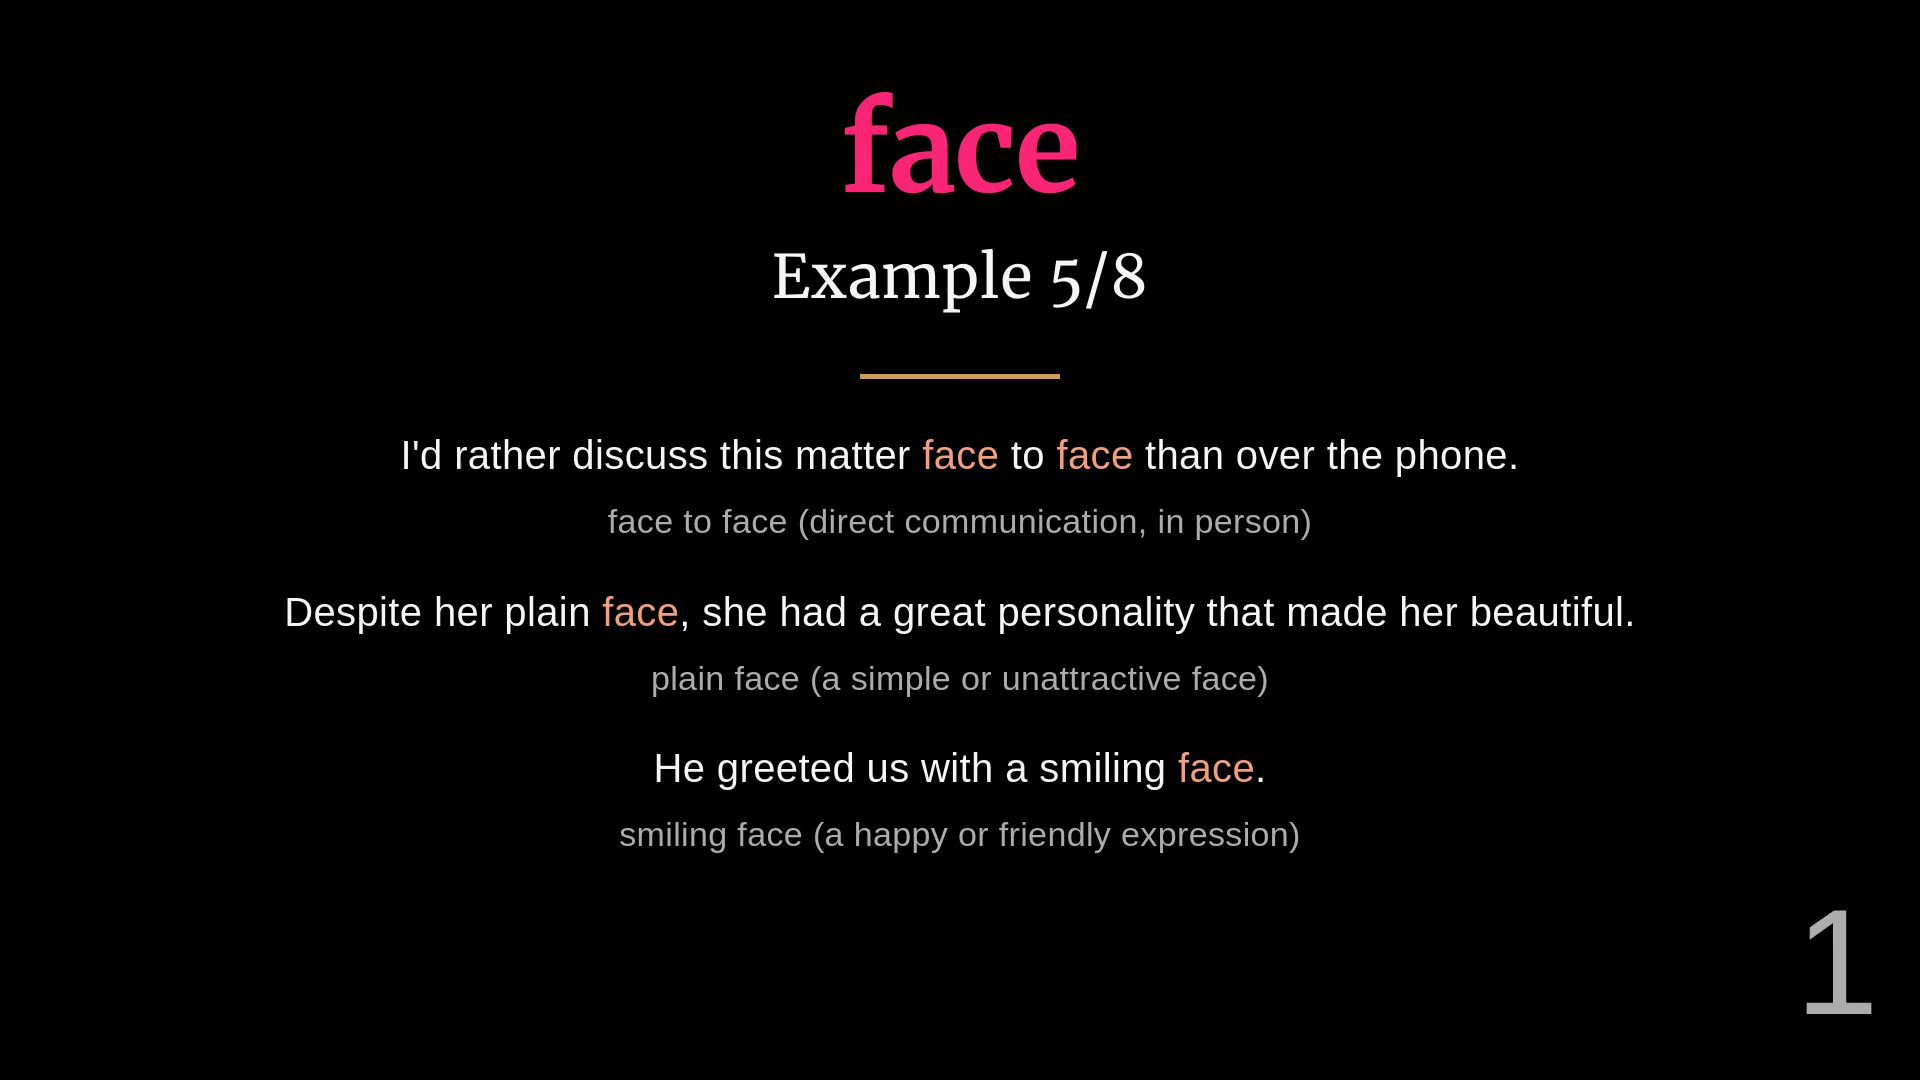 face
Example 5/8
I'd rather discuss this matter face to face than over the phone.
face to face (direct communication, in person)
Despite her plain face, she had a great personality that made her beautiful.
plain face (a simple or unattractive face)
He greeted us with a smiling face.
smiling face (a happy or friendly expression)
1